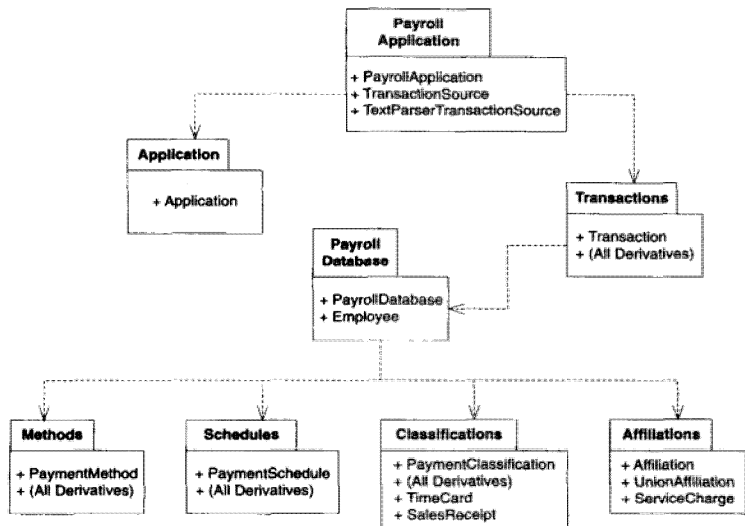 Payroll
Application
+ PayrollApplication
+ TransactionSource
+ TextParserTransactionSource
Application
+ Application
Transactions
+ Transaction
+ (All Derivatives)
Payroll
Database
+ PayrollDatabase
+ Employee
Methods
+ PaymentMethod
+ (All Derivatives)
Schedules
+ PaymentSchedule
+ (All Derivatives)
Classifications
+ PaymentClassification
+ (All Derivatives)
+ TimeCard
+ SalesReceipt
Affiliations
+ Affiliation
+ UnionAffiliation
+ ServiceCharge